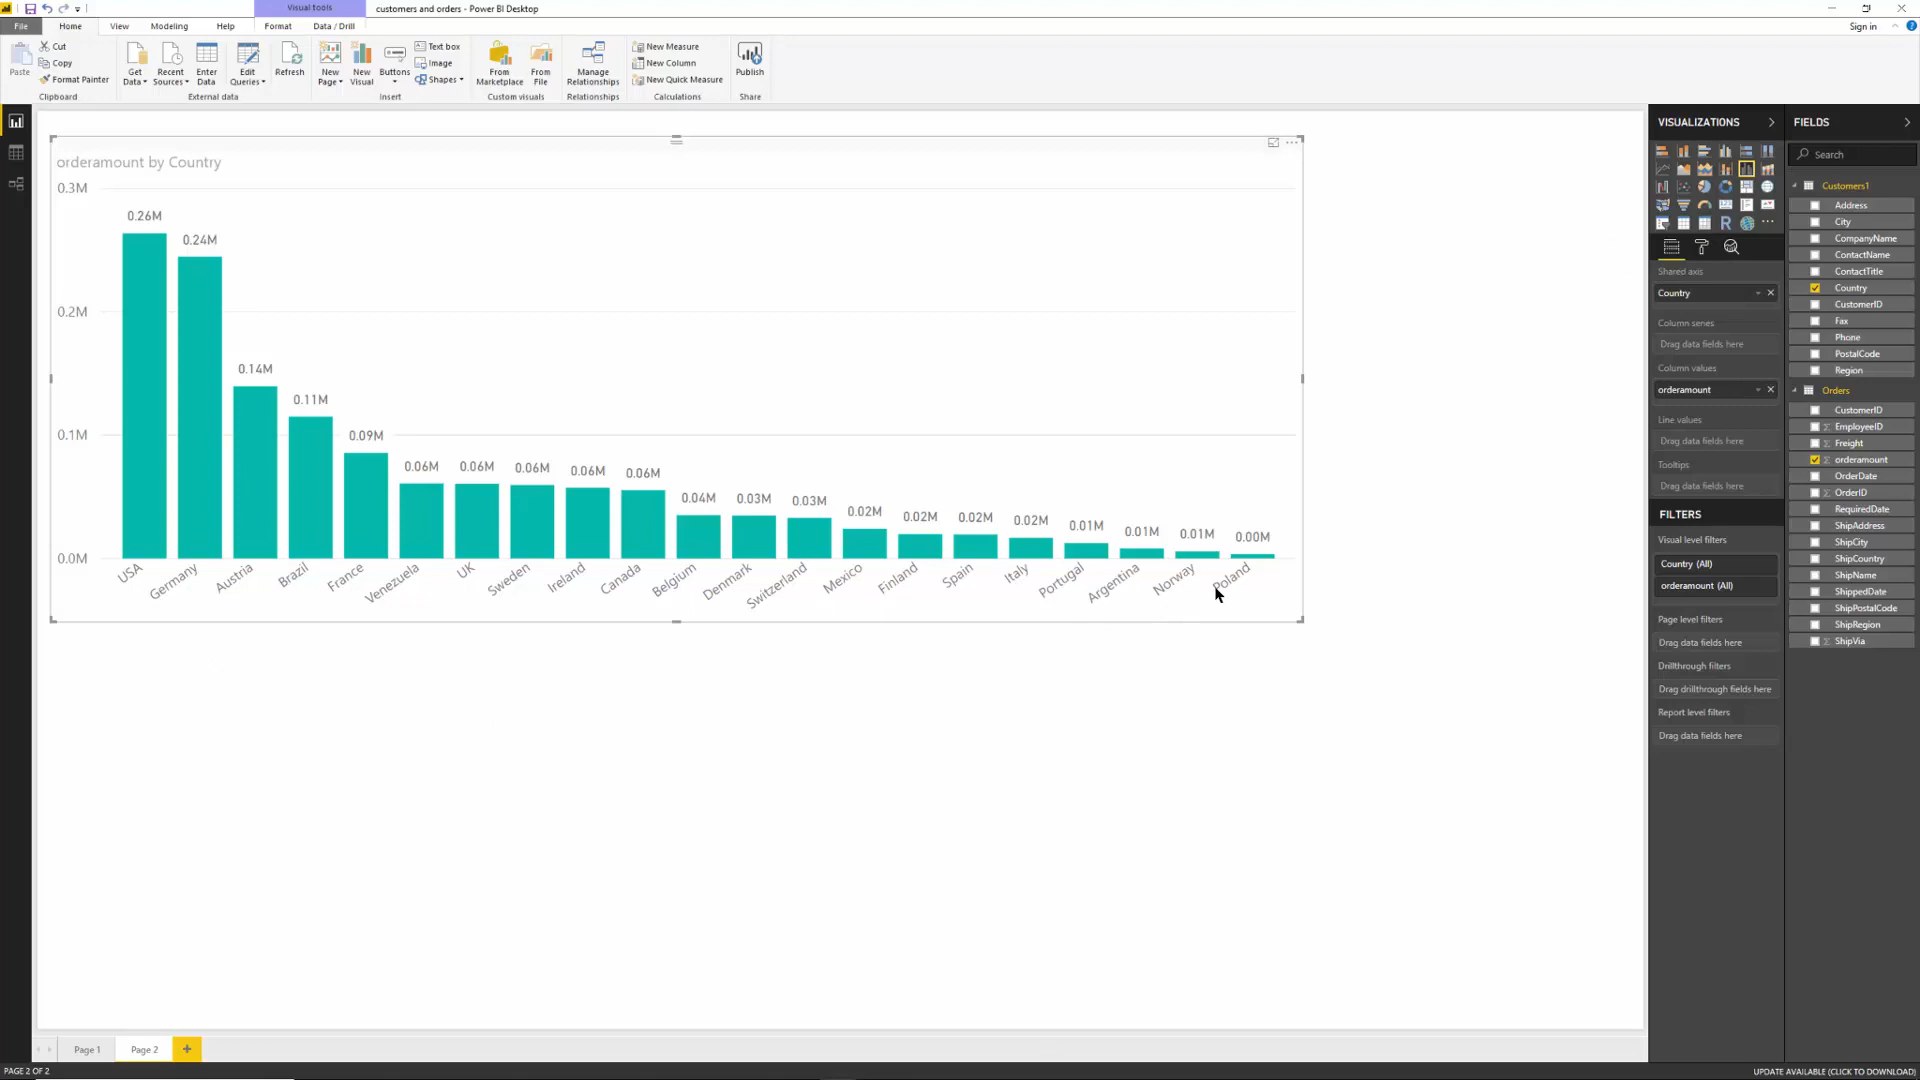 Visual tools
customers and orders - Power BI Desktop
File Home View Modeling Help Format Data / Drill
Sign in
Paste
Cut
Copy
Format Painter
Clipboard
Get Data
Recent Sources
Enter Data
Edit Queries
Refresh
External data
New Page
New Visual
Buttons
Text box
Image
Shapes
Insert
From Marketplace
From File
Custom visuals
Manage Relationships
Relationships
New Measure
New Column
New Quick Measure
Calculations
Publish
Share
orderamount by Country
0.3M
0.2M
0.1M
0.0M
0.26M
0.24M
0.14M
0.11M
0.09M
0.06M
0.06M
0.06M
0.06M
0.06M
0.04M
0.03M
0.03M
0.02M
0.02M
0.02M
0.02M
0.01M
0.01M
0.01M
0.00M
USA
Germany
Austria
Brazil
France
Venezuela
UK
Sweden
Ireland
Canada
Belgium
Denmark
Switzerland
Mexico
Finland
Spain
Italy
Portugal
Argentina
Norway
Poland
VISUALIZATIONS
R
Shared axis
Country
Column series
Drag data fields here
Column values
orderamount
Line values
Drag data fields here
Tooltips
Drag data fields here
FILTERS
Visual level filters
Country (All)
orderamount (All)
Page level filters
Drag data fields here
Drillthrough filters
Drag drillthrough fields here
Report level filters
Drag data fields here
FIELDS
Search
Customers1
Address
City
CompanyName
ContactName
ContactTitle
Country
CustomerID
Fax
Phone
PostalCode
Region
Orders
CustomerID
Σ EmployeeID
Σ Freight
Σ orderamount
OrderDate
Σ OrderID
RequiredDate
ShipAddress
ShipCity
ShipCountry
ShipName
ShippedDate
ShipPostalCode
ShipRegion
Σ ShipVia
Page 1
Page 2
+
PAGE 2 OF 2
UPDATE AVAILABLE (CLICK TO DOWNLOAD)